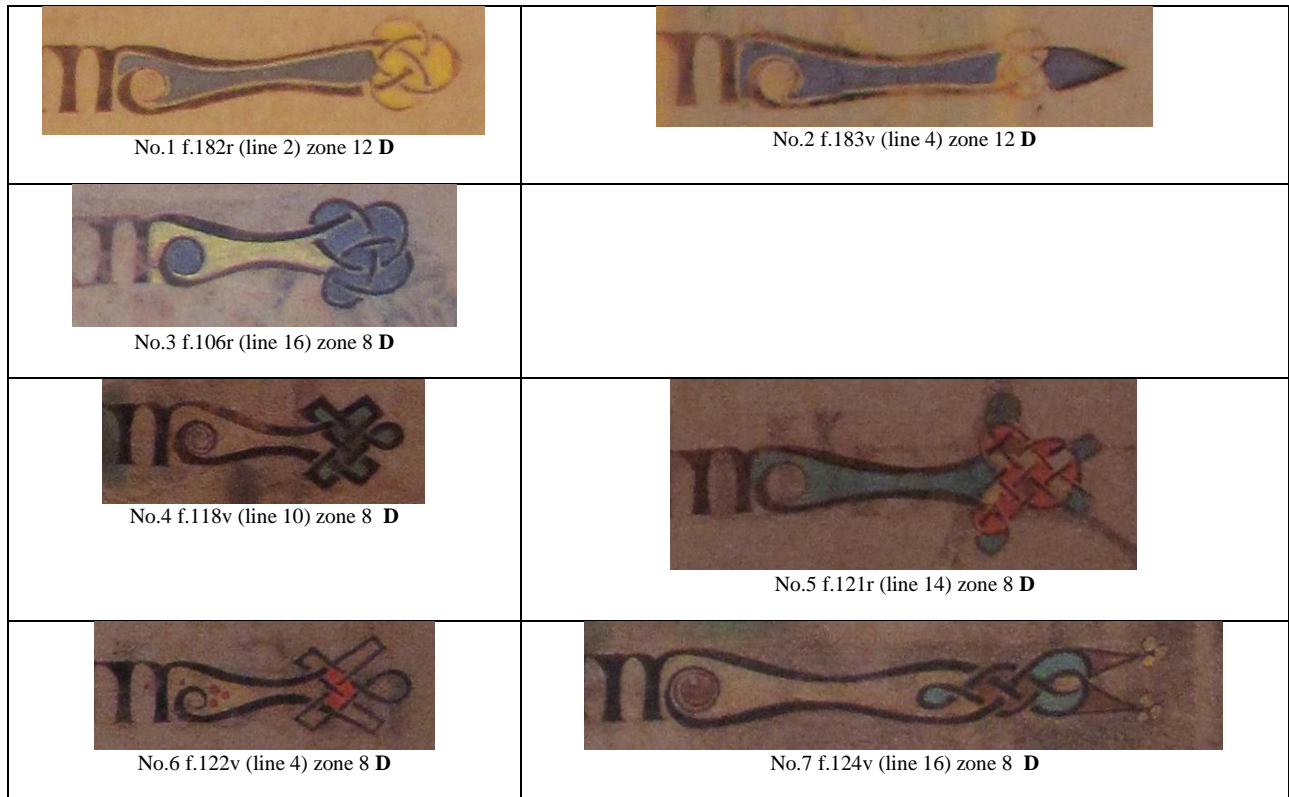 No.1 f.182r (line 2) zone 12 D
No.2 f.183v (line 4) zone 12 D
No.3 f.106r (line 16) zone 8 D
No.4 f.118v (line 10) zone 8 D
No.5 f.121r (line 14) zone 8 D
No.6 f.122v (line 4) zone 8 D
No.7 f.124v (line 16) zone 8 D